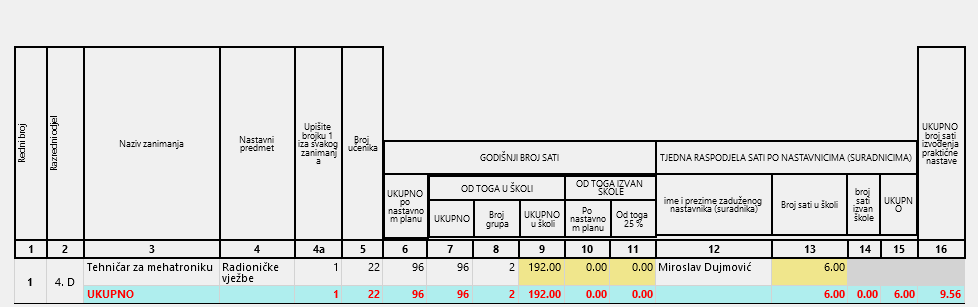 Redni broj
Razredni odjel
Naziv zanimanja
Nastavni
predmet
Upišite
brojku 1
iza svakog
zanimanj
a
Broj
učenika
GODIŠNJI BROJ SATI
TJEDNA RASPODJELA SATI PO NASTAVNICIMA (SURADNICIMA)
UKUPNO
broj sati
izvođenja
praktične
nastave
UKUPNO
po
nastavno
m planu
OD TOGA U ŠKOLI
OD TOGA IZVAN
ŠKOLE
UKUPNO
Broj
grupa
UKUPNO
u školi
Po
nastavno
m planu
Od toga
25 %
ime i prezime zaduženog
nastavnika (suradnika)
Broj sati u školi
broj
sati
izvan
škole
UKUPN
O
1 2 3 4 4a 5 6 7 8 9 10 11 12 13 14 15 16
1 4. D Tehničar za mehatroniku Radioničke
vježbe 1 22 96 96 2 192.00 0.00 0.00 Miroslav Dujmović 6.00
UKUPNO 1 22 96 96 2 192.00 0.00 0.00 6.00 0.00 6.00 9.56